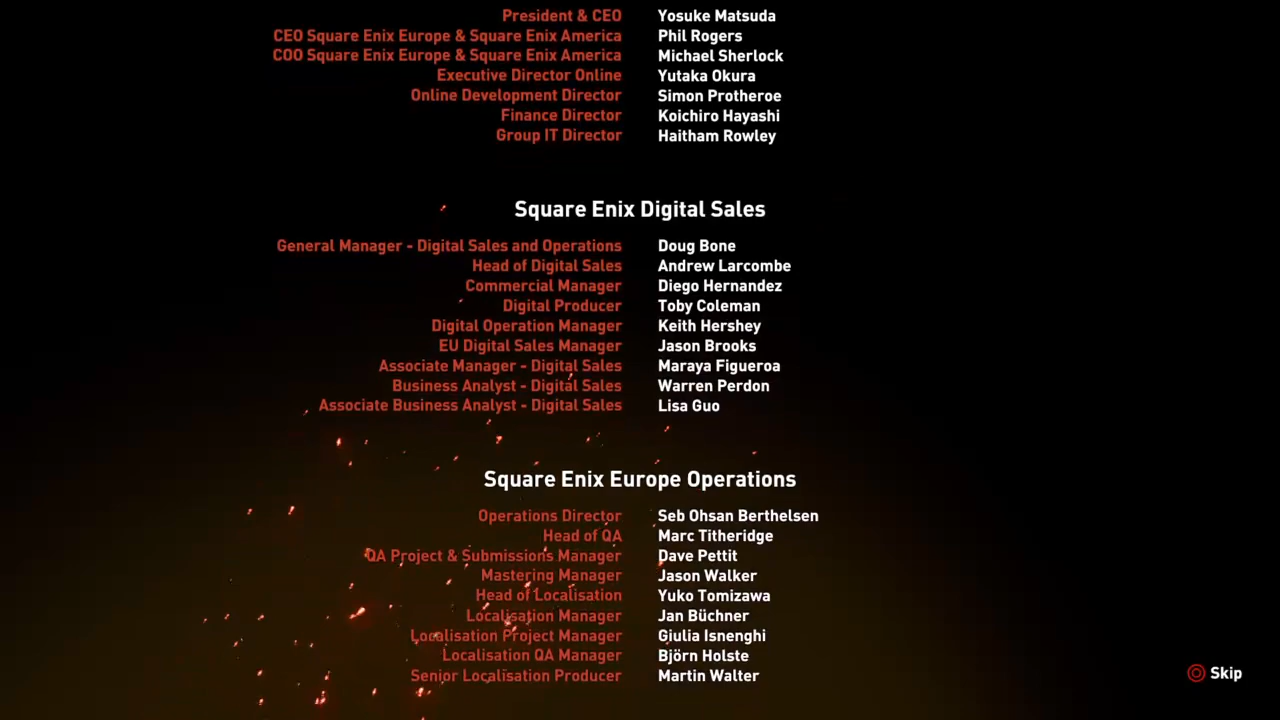 President & CEO Yosuke Matsuda
CEO Square Enix Europe & Square Enix America Phil Rogers
COO Square Enix Europe & Square Enix America Michael Sherlock
Executive Director Online Yutaka Okura
Online Development Director Simon Protheroe
Finance Director Koichiro Hayashi
Group IT Director Haitham Rowley
Square Enix Digital Sales
General Manager - Digital Sales and Operations Doug Bone
Head of Digital Sales Andrew Larcombe
Commercial Manager Diego Hernandez
Digital Producer Toby Coleman
Digital Operation Manager Keith Hershey
EU Digital Sales Manager Jason Brooks
Associate Manager - Digital Sales Maraya Figueroa
Business Analyst - Digital Sales Warren Perdon
Associate Business Analyst - Digital Sales Lisa Guo
Square Enix Europe Operations
Operations Director Seb Ohsan Berthelsen
Head of QA Marc Titheridge
QA Project & Submissions Manager Dave Pettit
Mastering Manager Jason Walker
Head of Localisation Yuko Tomizawa
Localisation Manager Jan Büchner
Localisation Project Manager Giulia Isnenghi
Localisation QA Manager Björn Holste
Senior Localisation Producer Martin Walter
Skip